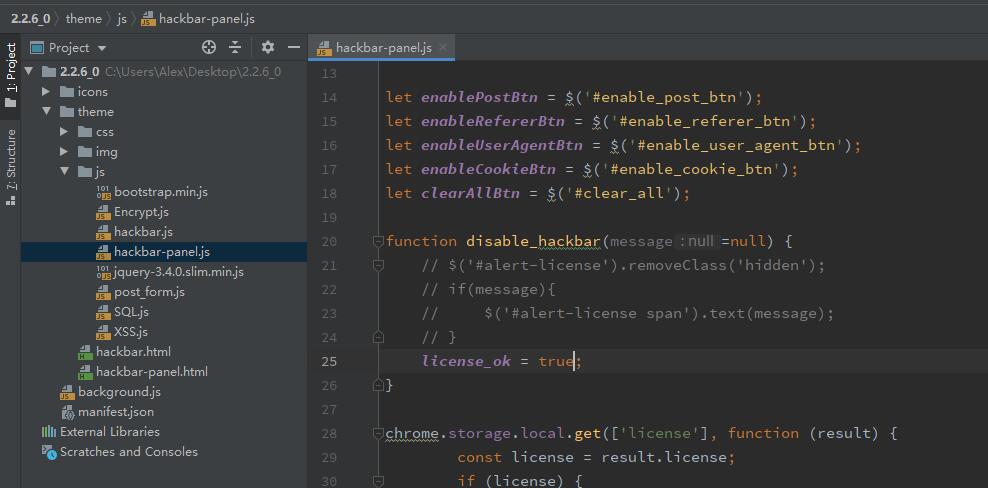 2.2.6_0 theme js hackbar-panel.js
1: Project
7: Structure
Project
2.2.6_0 C:\Users\Alex\Desktop\2.2.6_0
icons
theme
css
img
js
bootstrap.min.js
Encrypt.js
hackbar.js
hackbar-panel.js
jquery-3.4.0.slim.min.js
post_form.js
SQL.js
XSS.js
hackbar.html
hackbar-panel.html
background.js
manifest.json
External Libraries
Scratches and Consoles
hackbar-panel.js
13
14 let enablePostBtn = $('#enable_post_btn');
15 let enableRefererBtn = $('#enable_referer_btn');
16 let enableUserAgentBtn = $('#enable_user_agent_btn');
17 let enableCookieBtn = $('#enable_cookie_btn');
18 let clearAllBtn = $('#clear_all');
19
20 function disable_hackbar(message :null =null) {
21 // $('#alert-license').removeClass('hidden');
22 // if(message){
23 //     $('#alert-license span').text(message);
24 // }
25 license_ok = true;
26 }
27
28 chrome.storage.local.get(['license'], function (result) {
29 const license = result.license;
30 if (license) {